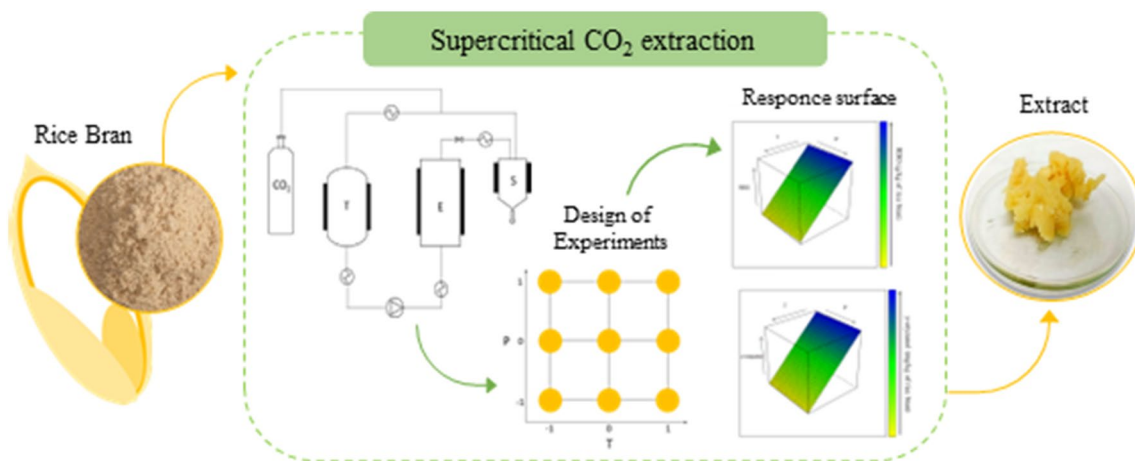 Supercritical CO₂ extraction
Rice Bran
CO₂
T
E
S
Design of
Experiments
1
P 0
-1
-1 0 1
T
Responce surface
Extract